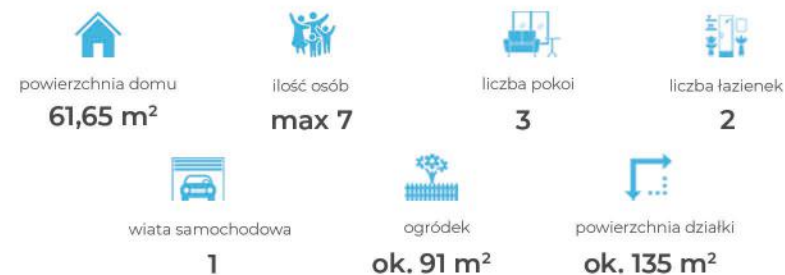 powierzchnia domu
61,65 m²
ilość osób
max 7
liczba pokoi
3
liczba łazienek
2
wiata samochodowa
1
ogródek
ok. 91 m²
powierzchnia działki
ok. 135 m²